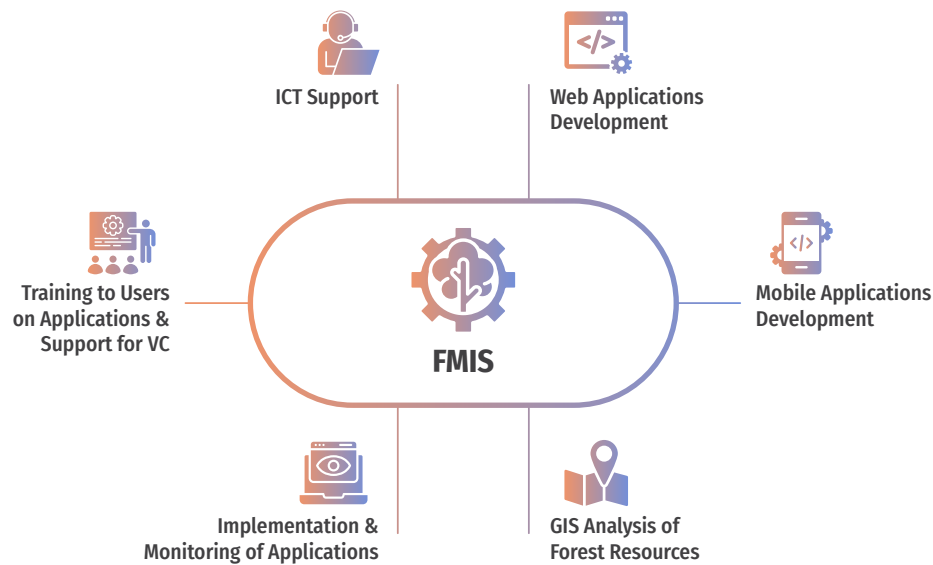 ICT Support
Web Applications
Development
Training to Users
on Applications &
Support for VC
FMIS
Mobile Applications
Development
Implementation &
Monitoring of Applications
GIS Analysis of
Forest Resources